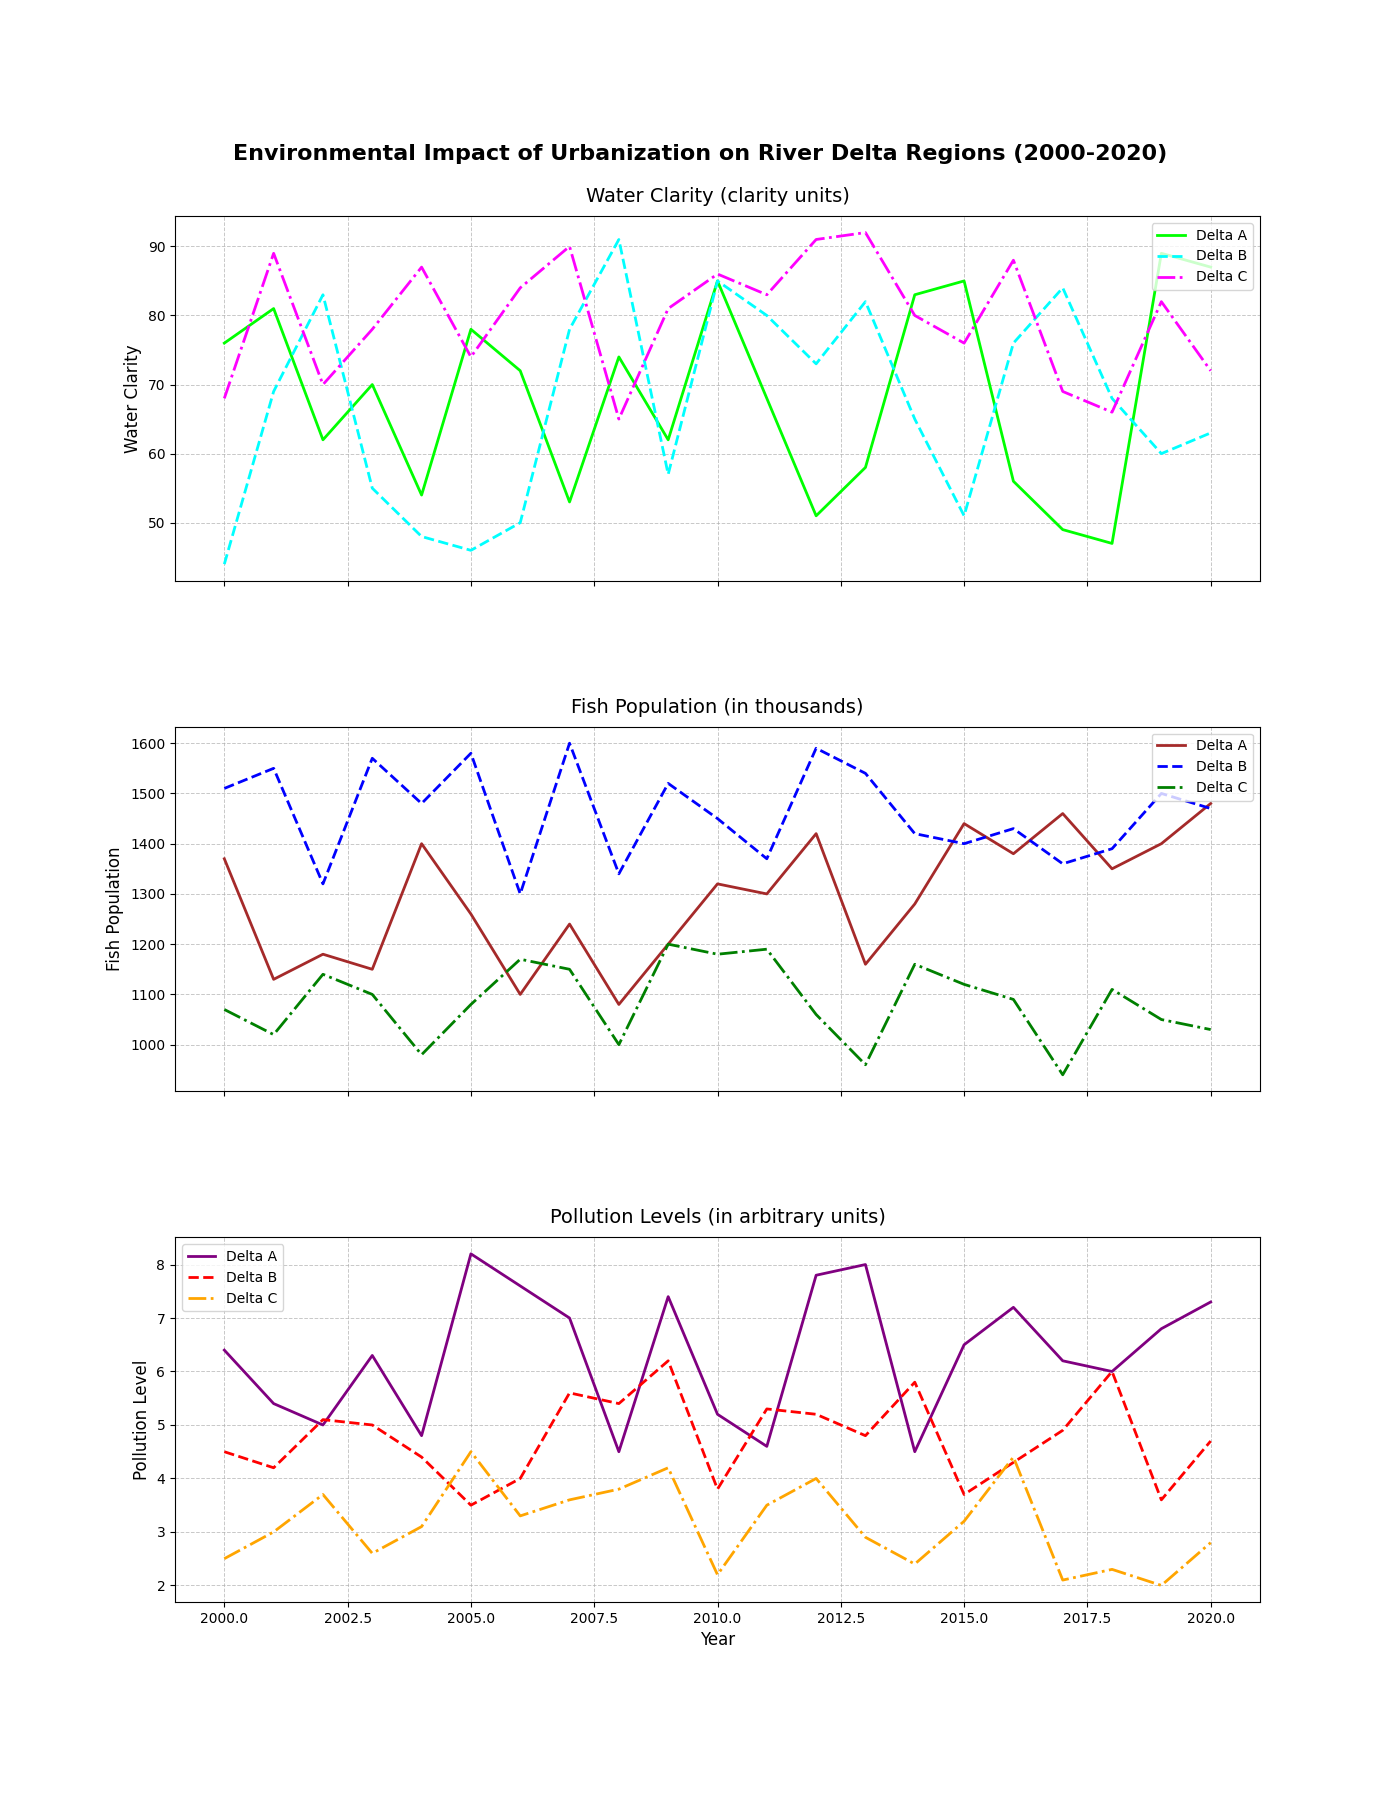 Environmental Impact of Urbanization on River Delta Regions (2000-2020)
Water Clarity (clarity units)
Water Clarity
90
80
70
60
50
Delta A
Delta B
Delta C
Fish Population (in thousands)
Fish Population
1600
1500
1400
1300
1200
1100
1000
Delta A
Delta B
Delta C
Pollution Levels (in arbitrary units)
Pollution Level
8
7
6
5
4
3
2
Delta A
Delta B
Delta C
2000.0 2002.5 2005.0 2007.5 2010.0 2012.5 2015.0 2017.5 2020.0
Year